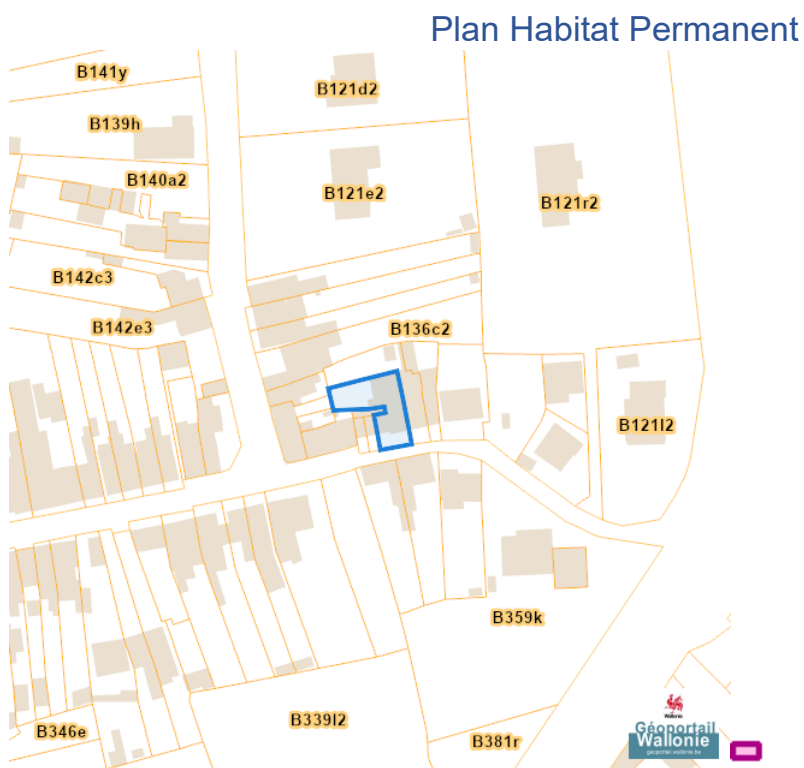 Plan Habitat Permanent
B141y
B121d2
B139h
B140a2
B121e2
B121r2
B142c3
B142e3
B136c2
B121l2
B359k
B339l2
B346e
B381r
Wallonie
Géoportail
Wallonie
geoportail.wallonie.be